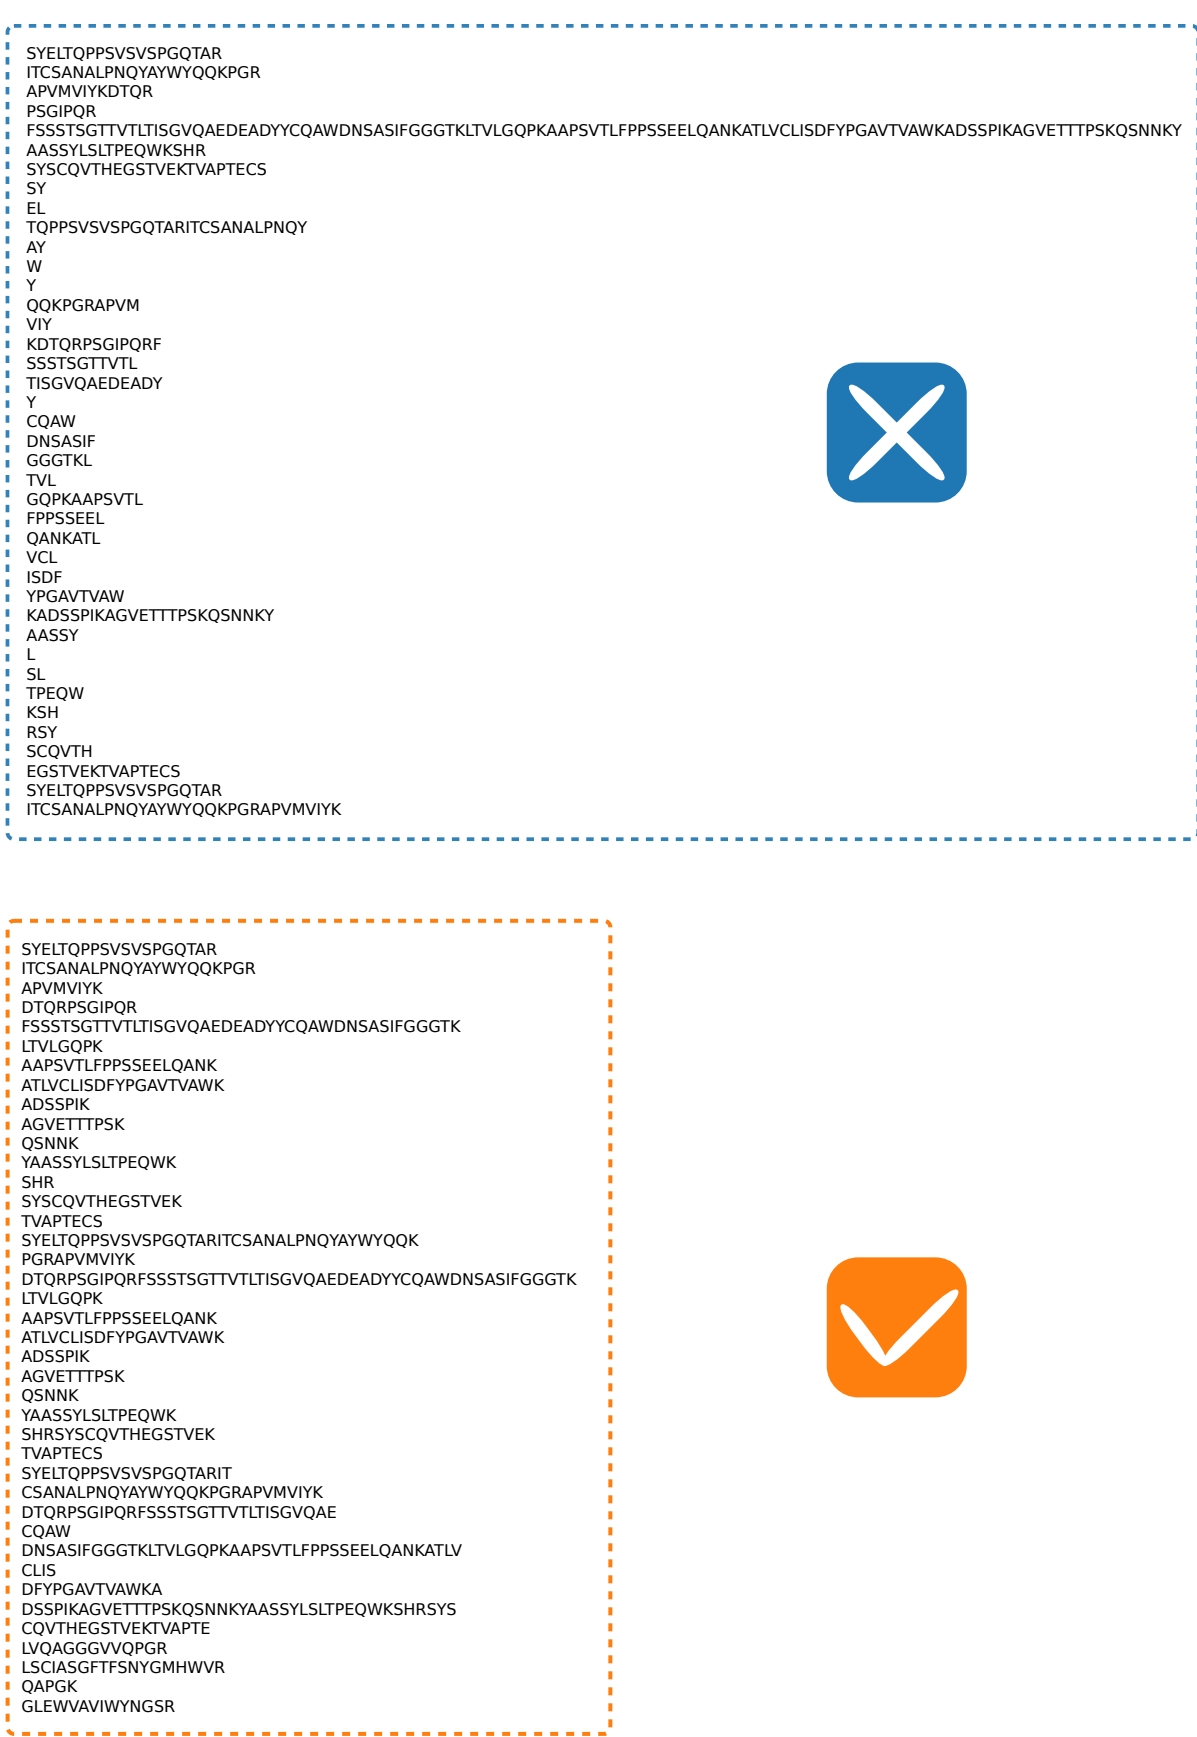 SYELTQPPSVSVSPGQTAR
ITCSANALPNQYAYWYQQKPGR
APVMVIYKDTQR
PSGIPQR
FSSSTSGTTVTLTISGVQAEDEADYYCQAWDNSASIFGGGTKLTVLGQPKAAPSVTLFPPSSEELQANKATLVCLISDFYPGAVTVAWKADSSPIKAGVETTTPSKQSNNKY
AASSYLSLTPEQWKSHR
SYSCQVTHEGSTVEKTVAPTECS
SY
EL
TQPPSVSVSPGQTARITCSANALPNQY
AY
W
Y
QQKPGRAPVM
VIY
KDTQRPSGIPQRF
SSSTSGTTVTL
TISGVQAEDEADY
Y
CQAW
DNSASIF
GGGTKL
TVL
GQPKAAPSVTL
FPPSSEEL
QANKATL
VCL
ISDF
YPGAVTVAW
KADSSPIKAGVETTTPSKQSNNKY
AASSY
L
SL
TPEQW
KSH
RSY
SCQVTH
EGSTVEKTVAPTECS
SYELTQPPSVSVSPGQTAR
ITCSANALPNQYAYWYQQKPGRAPVMVIYK
SYELTQPPSVSVSPGQTAR
ITCSANALPNQYAYWYQQKPGR
APVMVIYK
DTQRPSGIPQR
FSSSTSGTTVTLTISGVQAEDEADYYCQAWDNSASIFGGGTK
LTVLGQPK
AAPSVTLFPPSSEELQANK
ATLVCLISDFYPGAVTVAWK
ADSSPIK
AGVETTTPSK
QSNNK
YAASSYLSLTPEQWK
SHR
SYSCQVTHEGSTVEK
TVAPTECS
SYELTQPPSVSVSPGQTARITCSANALPNQYAYWYQQK
PGRAPVMVIYK
DTQRPSGIPQRFSSSTSGTTVTLTISGVQAEDEADYYCQAWDNSASIFGGGTK
LTVLGQPK
AAPSVTLFPPSSEELQANK
ATLVCLISDFYPGAVTVAWK
ADSSPIK
AGVETTTPSK
QSNNK
YAASSYLSLTPEQWK
SHRSYSCQVTHEGSTVEK
TVAPTECS
SYELTQPPSVSVSPGQTARIT
CSANALPNQYAYWYQQKPGRAPVMVIYK
DTQRPSGIPQRFSSSTSGTTVTLTISGVQAE
CQAW
DNSASIFGGGTKLTVLGQPKAAPSVTLFPPSSEELQANKATLV
CLIS
DFYPGAVTVAWKA
DSSPIKAGVETTTPSKQSNNKYAASSYLSLTPEQWKSHRSYS
CQVTHEGSTVEKTVAPTE
LVQAGGGVVQPGR
LSCIASGFTFSNYGMHWVR
QAPGK
GLEWVAVIWYNGSR